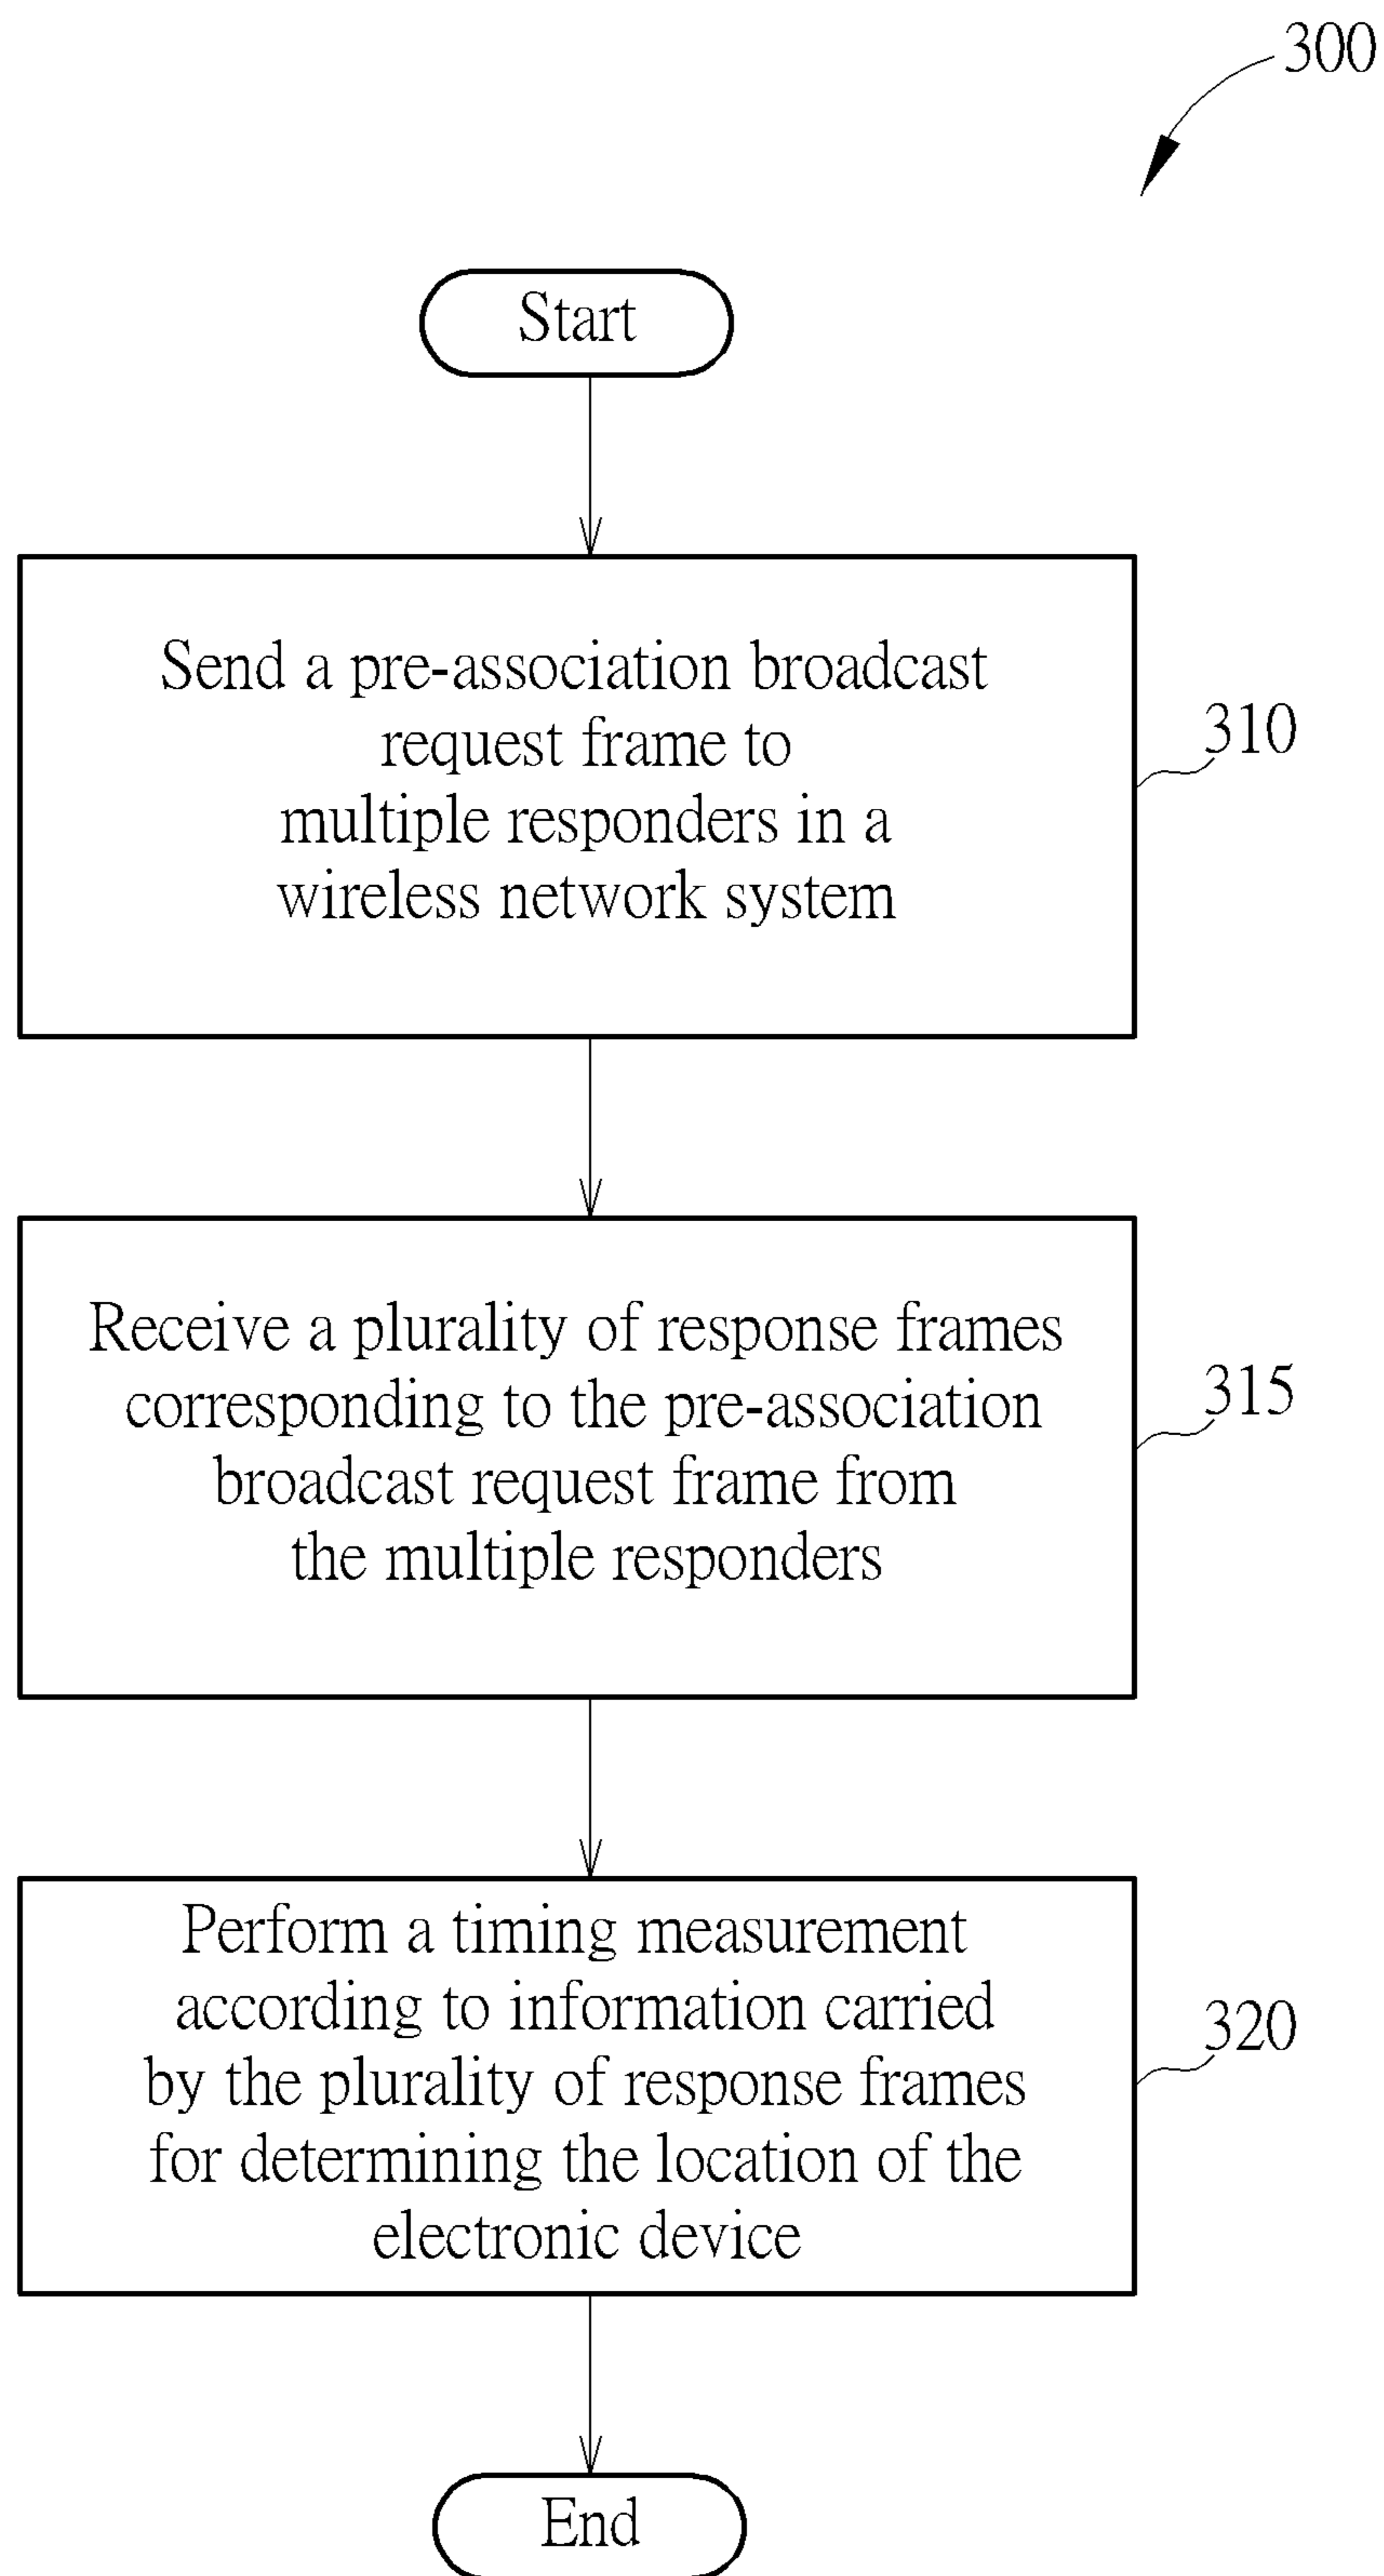 300
Start
Send a pre-association broadcast
request frame to
multiple responders in a
wireless network system
310
Receive a plurality of response frames
corresponding to the pre-association
broadcast request frame from
the multiple responders
315
Perform a timing measurement
according to information carried
by the plurality of response frames
for determining the location of the
electronic device
320
End